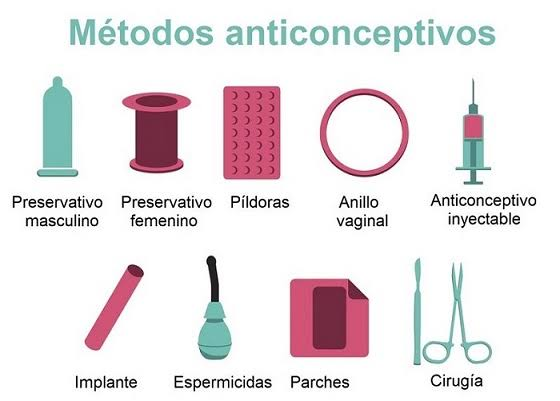 Métodos anticonceptivos
Preservativo
masculino
Preservativo
femenino
Píldoras
Anillo
vaginal
Anticonceptivo
inyectable
Implante
Espermicidas
Parches
Cirugía